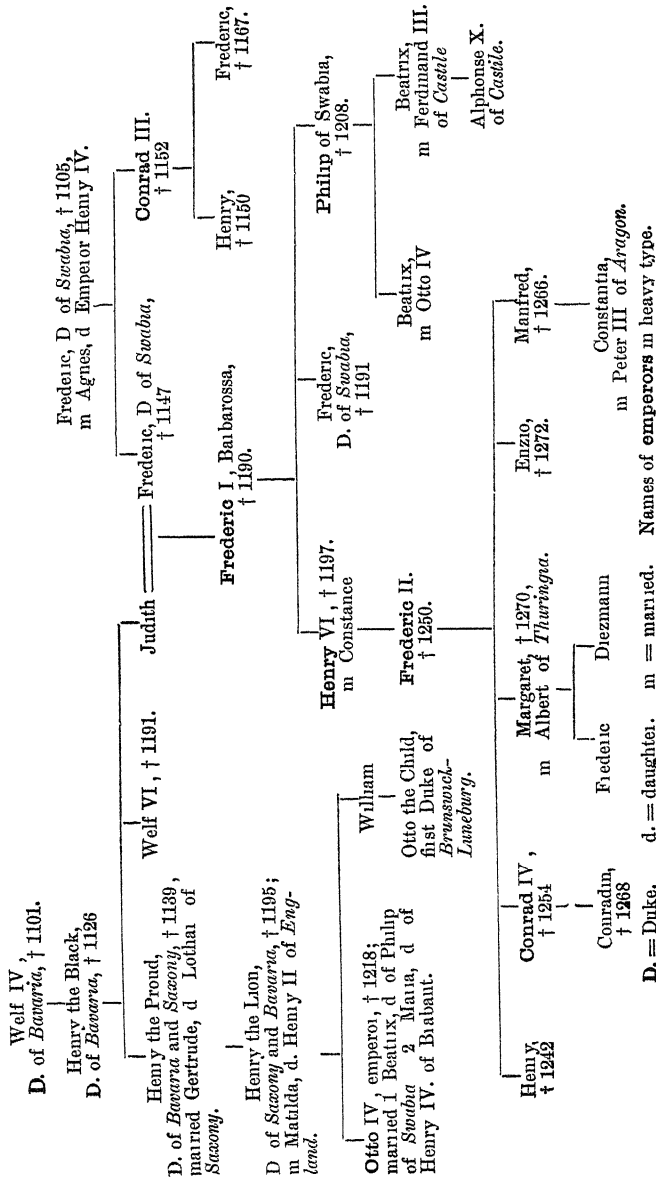 Welf IV,
D. of Bavaria, † 1101.
Henry the Black,
D. of Bavaria, † 1126
Henry the Proud,
D. of Bavaria and Saxony, † 1139,
married Gertrude, d Lothar of
Saxony.
Welf VI, † 1191.
Judith
Frederic, D of Swabia,
† 1147
Frederic, D of Swabia, † 1105,
m Agnes, d Emperor Henry IV.
Conrad III.
† 1152
Henry,
† 1150
Frederic,
† 1167.
Frederic I, Barbarossa,
† 1190.
Henry the Lion,
D of Saxony and Bavaria, † 1195;
m Matilda, d. Henry II of Eng-
land.
Henry VI, † 1197.
m Constance
Frederic,
D. of Swabia,
† 1191
Philip of Swabia,
† 1208.
Beatrix,
m Otto IV
Beatrix,
m Ferdinand III.
of Castile
Alphonse X.
of Castile.
Otto IV, emperor, † 1218;
married 1 Beatrix, d of Philip
of Swabia 2 Maria, d of
Henry IV. of Brabant.
William
Otto the Child,
first Duke of
Brunswick-
Luneburg.
Frederic II.
† 1250.
Henry,
† 1242
Conrad IV,
† 1254
Conradin,
† 1268
Margaret, † 1270,
m Albert of Thuringia.
Frederic
Diezmann
Enzio,
† 1272.
Manfred,
† 1266.
Constantia,
m Peter III of Aragon.
D. = Duke. d. = daughter. m = married. Names of emperors in heavy type.